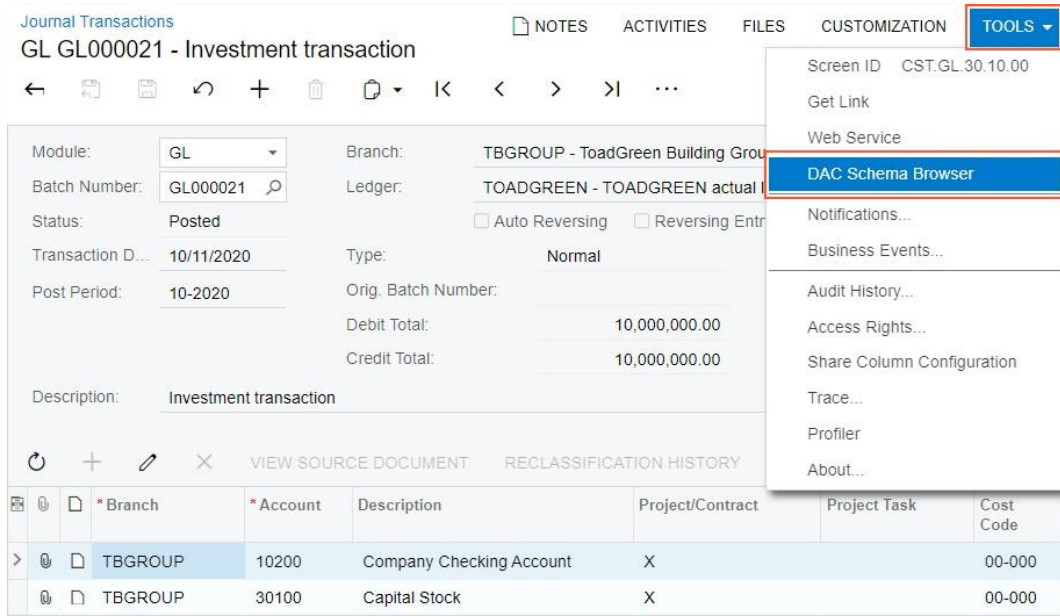 Journal Transactions
GL GL000021 - Investment transaction
NOTES ACTIVITIES FILES CUSTOMIZATION TOOLS
Screen ID CST.GL.30.10.00
Get Link
Web Service
DAC Schema Browser
Notifications...
Business Events...
Audit History...
Access Rights...
Share Column Configuration
Trace...
Profiler
About...
Module: GL Branch: TBGROUP - ToadGreen Building Grou
Batch Number: GL000021 Ledger: TOADGREEN - TOADGREEN actual
Status: Posted Auto Reversing Reversing Entr
Transaction D... 10/11/2020 Type: Normal
Post Period: 10-2020 Orig. Batch Number:
Debit Total: 10,000,000.00
Credit Total: 10,000,000.00
Description: Investment transaction
VIEW SOURCE DOCUMENT RECLASSIFICATION HISTORY
* Branch * Account Description Project/Contract Project Task Cost Code
TBGROUP 10200 Company Checking Account X 00-000
TBGROUP 30100 Capital Stock X 00-000